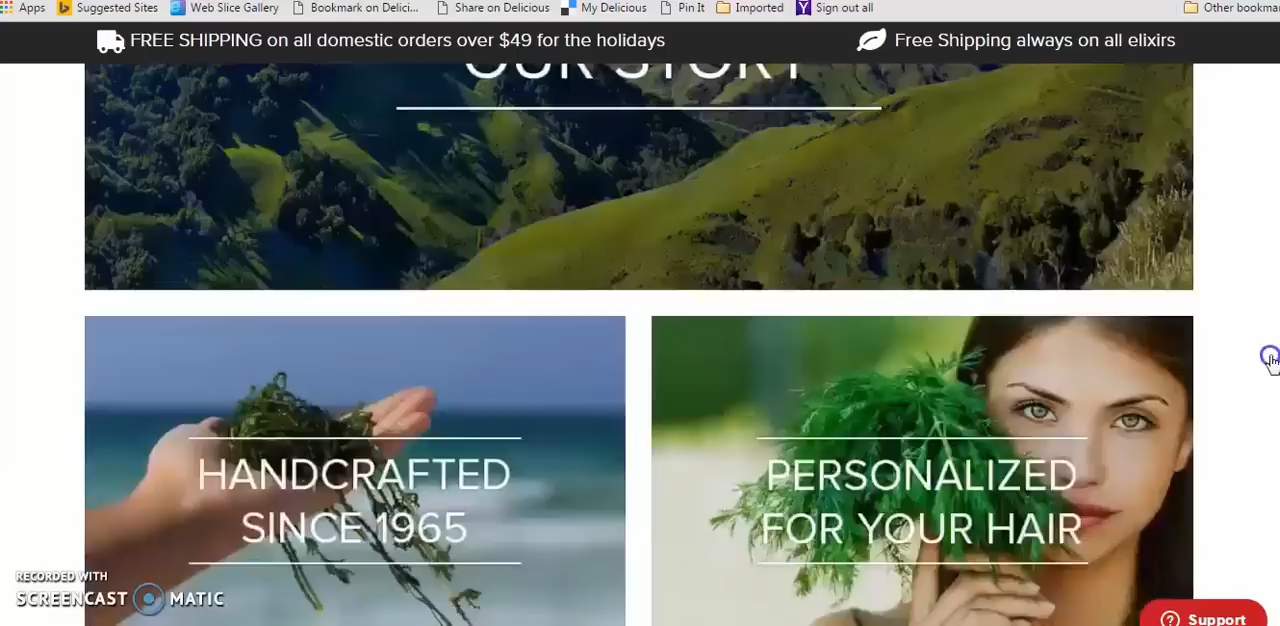 Apps Suggested Sites Web Slice Gallery Bookmark on Delici... Share on Delicious My Delicious Pin It Imported Sign out all Other bookmar
FREE SHIPPING on all domestic orders over $49 for the holidays Free Shipping always on all elixirs
OUR STORY
HANDCRAFTED
SINCE 1965
PERSONALIZED
FOR YOUR HAIR
RECORDED WITH
SCREENCAST MATIC
Support